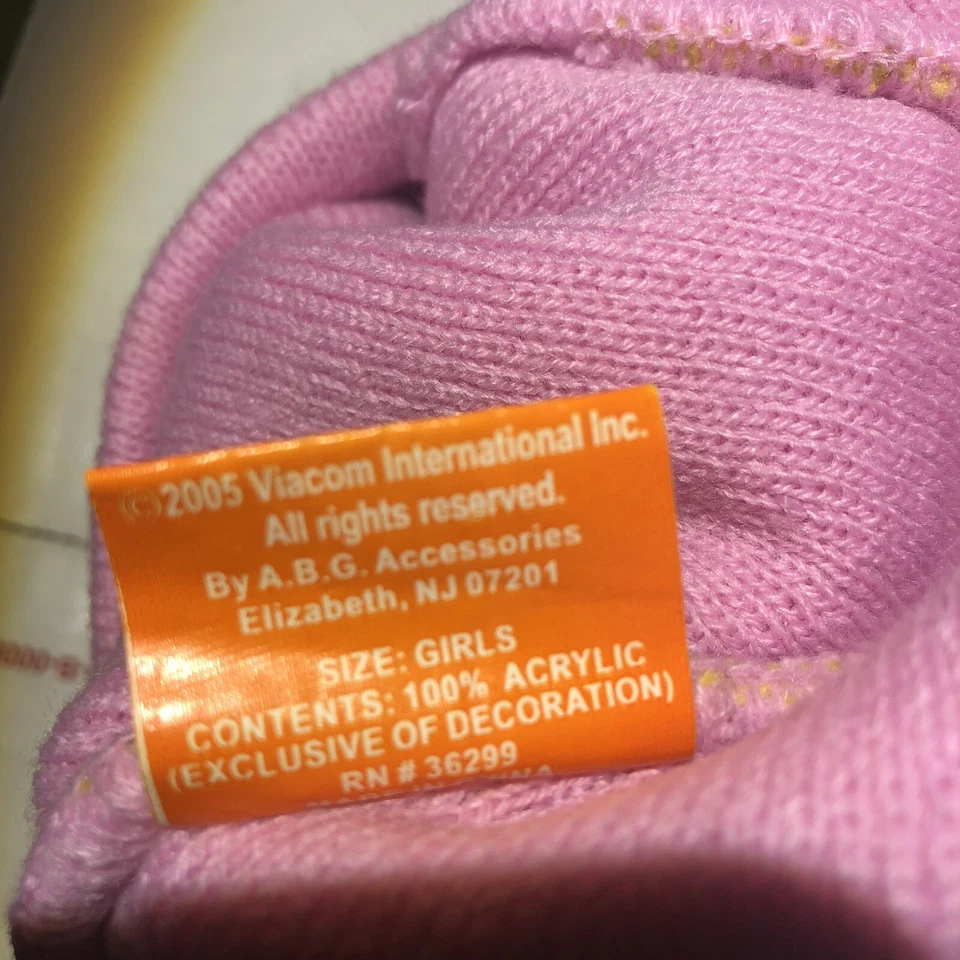 (C)2005 Viacom International Inc.
All rights reserved.
By A.B.G. Accessories
Elizabeth, NJ 07201
SIZE: GIRLS
CONTENTS: 100% ACRYLIC
(EXCLUSIVE OF DECORATION)
RN # 36299